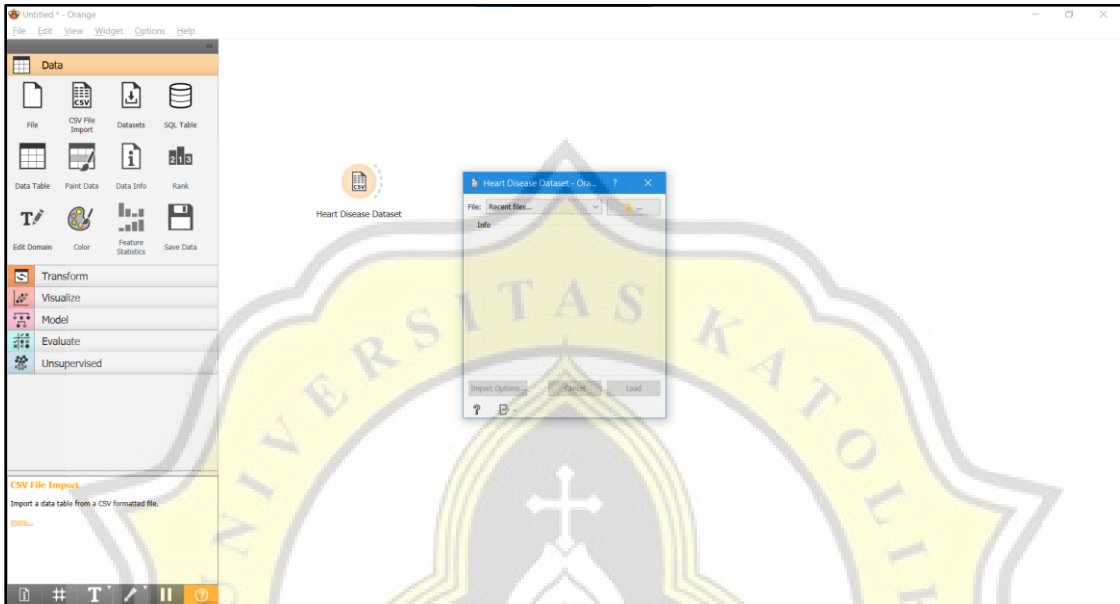 Untitled * - Orange
File Edit View Widget Options Help
Data
File
CSV File Import
Datasets
SQL Table
Data Table
Paint Data
Data Info
Rank
Edit Domain
Color
Feature Statistics
Save Data
Transform
Visualize
Model
Evaluate
Unsupervised
CSV File Import
Import a data table from a CSV formatted file.
more...
CSV
Heart Disease Dataset
Heart Disease Dataset - Ora... ? ×
File: Recent files... ...
Info
Import Options... Cancel Load
?
UNIVERSITAS KATOLIK